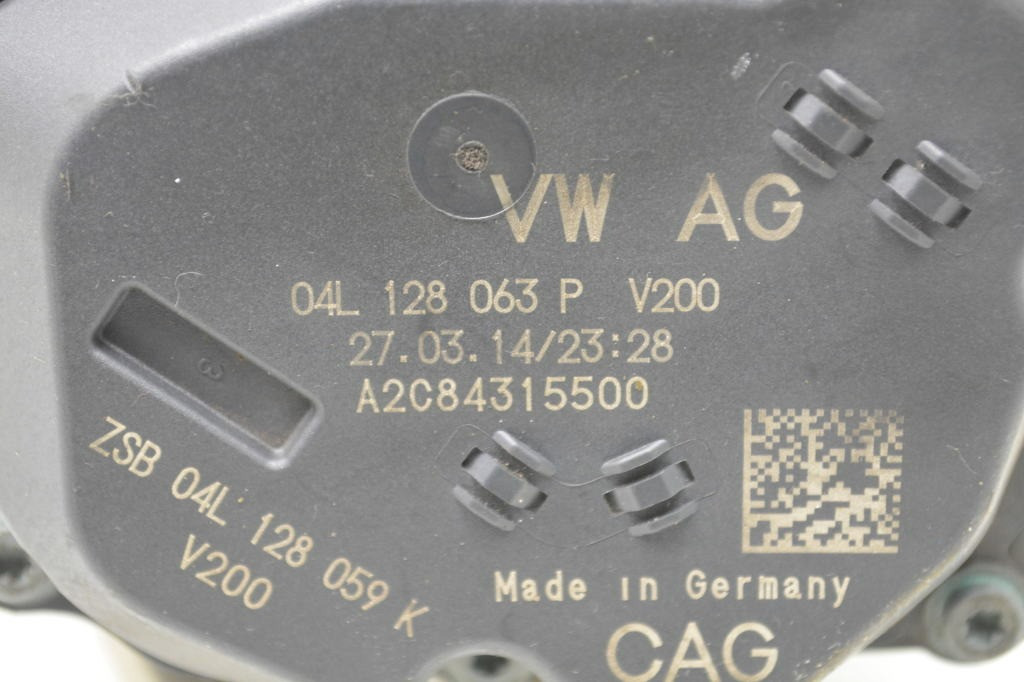 VW AG
04L 128 063 P V200
27.03.14/23:28
A2C84315500
3
ZSB 04L 128 059 K
V200
Made in Germany
CAG